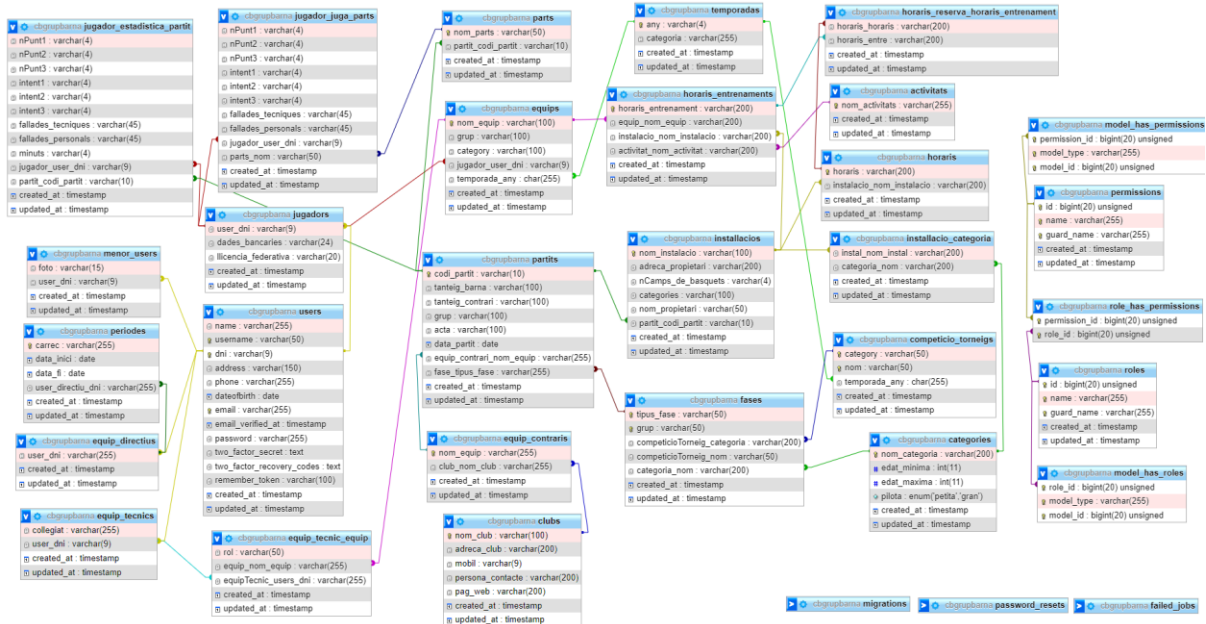 cbgrupbarna jugador_estadistica_partit
nPunt1 : varchar(4)
nPunt2 : varchar(4)
nPunt3 : varchar(4)
intent1 : varchar(4)
intent2 : varchar(4)
intent3 : varchar(4)
fallades_tecniques : varchar(45)
fallades_personals : varchar(45)
minuts : varchar(4)
jugador_user_dni : varchar(9)
partit_codi_partit : varchar(10)
created_at : timestamp
updated_at : timestamp
cbgrupbarna jugador_juga_parts
nPunt1 : varchar(4)
nPunt2 : varchar(4)
nPunt3 : varchar(4)
intent1 : varchar(4)
intent2 : varchar(4)
intent3 : varchar(4)
fallades_tecniques : varchar(45)
fallades_personals : varchar(45)
jugador_user_dni : varchar(9)
parts_nom : varchar(50)
created_at : timestamp
updated_at : timestamp
cbgrupbarna parts
nom_parts : varchar(50)
partit_codi_partit : varchar(10)
created_at : timestamp
updated_at : timestamp
cbgrupbarna temporadas
any : varchar(4)
categoria : varchar(255)
created_at : timestamp
updated_at : timestamp
cbgrupbarna horaris_reserva_horaris_entrenament
horaris_horaris : varchar(200)
horaris_entre : varchar(200)
created_at : timestamp
updated_at : timestamp
cbgrupbarna equips
nom_equip : varchar(100)
grup : varchar(100)
category : varchar(100)
jugador_user_dni : varchar(9)
temporada_any : char(255)
created_at : timestamp
updated_at : timestamp
cbgrupbarna horaris_entrenaments
horaris_entrenament : varchar(200)
equip_nom_equip : varchar(200)
instalacio_nom_instalacio : varchar(200)
activitat_nom_activitat : varchar(200)
created_at : timestamp
updated_at : timestamp
cbgrupbarna activitats
nom_activitats : varchar(255)
created_at : timestamp
updated_at : timestamp
cbgrupbarna model_has_permissions
permission_id : bigint(20) unsigned
model_type : varchar(255)
model_id : bigint(20) unsigned
cbgrupbarna horaris
horaris : varchar(200)
instalacio_nom_instalacio : varchar(200)
created_at : timestamp
updated_at : timestamp
cbgrupbarna permissions
id : bigint(20) unsigned
name : varchar(255)
guard_name : varchar(255)
created_at : timestamp
updated_at : timestamp
cbgrupbarna jugadors
user_dni : varchar(9)
dades_bancaries : varchar(24)
llicencia_federativa : varchar(20)
created_at : timestamp
updated_at : timestamp
cbgrupbarna menor_users
foto : varchar(15)
user_dni : varchar(9)
created_at : timestamp
updated_at : timestamp
cbgrupbarna partits
codi_partit : varchar(10)
tanteig_barna : varchar(100)
tanteig_contrari : varchar(100)
grup : varchar(100)
acta : varchar(100)
data_partit : date
equip_contrari_nom_equip : varchar(255)
fase_tipus_fase : varchar(255)
created_at : timestamp
updated_at : timestamp
cbgrupbarna installacios
nom_instalacio : varchar(100)
adreca_propietari : varchar(200)
nCamps_de_basquets : varchar(4)
categories : varchar(100)
nom_propietari : varchar(50)
partit_codi_partit : varchar(10)
created_at : timestamp
updated_at : timestamp
cbgrupbarna installacio_categoria
instal_nom_instal : varchar(200)
categoria_nom : varchar(200)
created_at : timestamp
updated_at : timestamp
cbgrupbarna role_has_permissions
permission_id : bigint(20) unsigned
role_id : bigint(20) unsigned
cbgrupbarna users
name : varchar(255)
username : varchar(50)
dni : varchar(9)
address : varchar(150)
phone : varchar(255)
dateofbirth : date
email : varchar(255)
email_verified_at : timestamp
password : varchar(255)
two_factor_secret : text
two_factor_recovery_codes : text
remember_token : varchar(100)
created_at : timestamp
updated_at : timestamp
cbgrupbarna periodes
carrec : varchar(255)
data_inici : date
data_fi : date
user_directiu_dni : varchar(255)
created_at : timestamp
updated_at : timestamp
cbgrupbarna competicio_torneigs
category : varchar(50)
nom : varchar(50)
temporada_any : char(255)
created_at : timestamp
updated_at : timestamp
cbgrupbarna roles
id : bigint(20) unsigned
name : varchar(255)
guard_name : varchar(255)
created_at : timestamp
updated_at : timestamp
cbgrupbarna fases
tipus_fase : varchar(50)
grup : varchar(50)
competicioTorneig_categoria : varchar(200)
competicioTorneig_nom : varchar(50)
categoria_nom : varchar(200)
created_at : timestamp
updated_at : timestamp
cbgrupbarna equip_directius
user_dni : varchar(255)
created_at : timestamp
updated_at : timestamp
cbgrupbarna equip_contraris
nom_equip : varchar(255)
club_nom_club : varchar(255)
created_at : timestamp
updated_at : timestamp
cbgrupbarna categories
nom_categoria : varchar(200)
edat_minima : int(11)
edat_maxima : int(11)
pilota : enum('petita','gran')
created_at : timestamp
updated_at : timestamp
cbgrupbarna model_has_roles
role_id : bigint(20) unsigned
model_type : varchar(255)
model_id : bigint(20) unsigned
cbgrupbarna equip_tecnics
collegiat : varchar(255)
user_dni : varchar(9)
created_at : timestamp
updated_at : timestamp
cbgrupbarna equip_tecnic_equip
rol : varchar(50)
equip_nom_equip : varchar(255)
equipTecnic_users_dni : varchar(255)
created_at : timestamp
updated_at : timestamp
cbgrupbarna clubs
nom_club : varchar(100)
adreca_club : varchar(200)
mobil : varchar(9)
persona_contacte : varchar(200)
pag_web : varchar(200)
created_at : timestamp
updated_at : timestamp
cbgrupbarna migrations
cbgrupbarna password_resets
cbgrupbarna failed_jobs